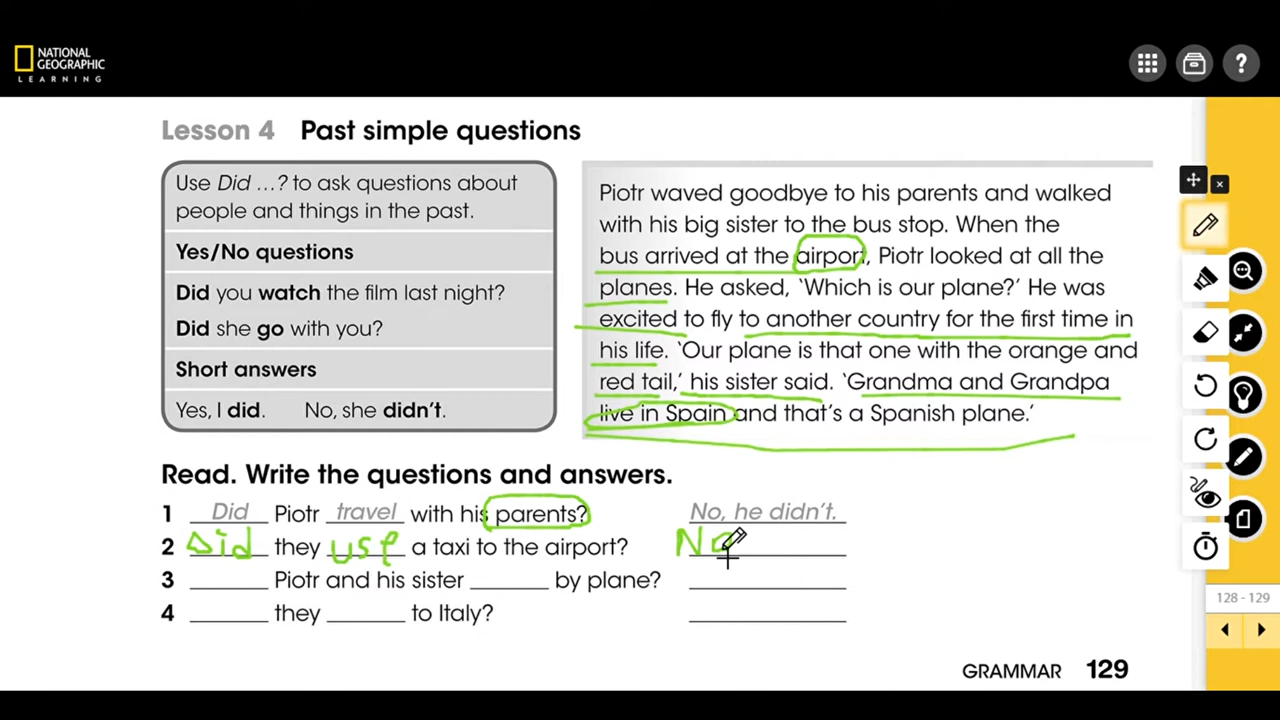 NATIONAL
GEOGRAPHIC
LEARNING
?
Lesson 4 Past simple questions
Use Did ...? to ask questions about
people and things in the past.
Yes/No questions
Did you watch the film last night?
Did she go with you?
Short answers
Yes, I did. No, she didn't.
Piotr waved goodbye to his parents and walked
with his big sister to the bus stop. When the
bus arrived at the airport, Piotr looked at all the
planes. He asked, 'Which is our plane?' He was
excited to fly to another country for the first time in
his life. 'Our plane is that one with the orange and
red tail,' his sister said. 'Grandma and Grandpa
live in Spain and that's a Spanish plane.'
Read. Write the questions and answers.
1 Did Piotr travel with his parents? No, he didn't.
2 Did they use a taxi to the airport? No
3 ______ Piotr and his sister ______ by plane? ______
4 ______ they ______ to Italy? ______
128 - 129
GRAMMAR 129